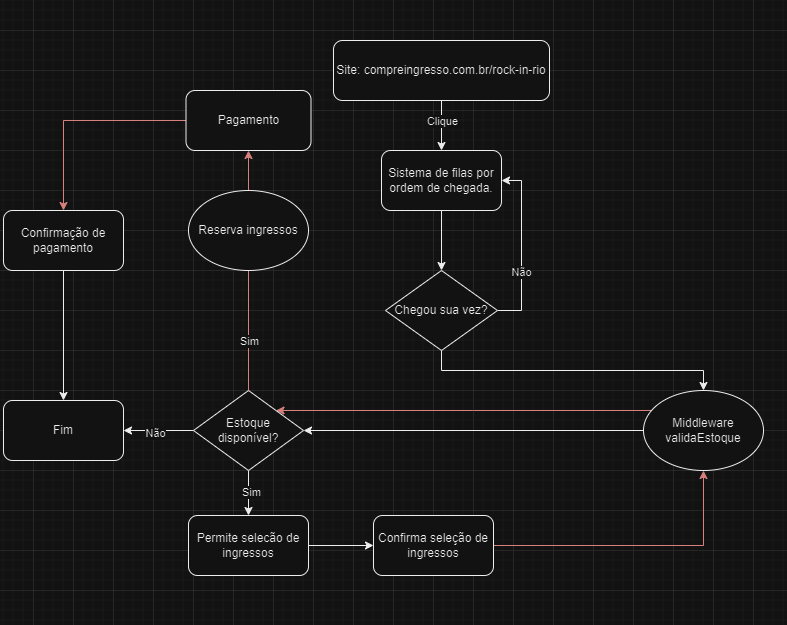 Site: compreingresso.com.br/rock-in-rio
Clique
Sistema de filas por
ordem de chegada.
Não
Chegou sua vez?
Pagamento
Reserva ingressos
Confirmação de
pagamento
Sim
Middleware
validaEstoque
Estoque
disponível?
Não
Fim
Sim
Permite selecão de
ingressos
Confirma seleção de
ingressos